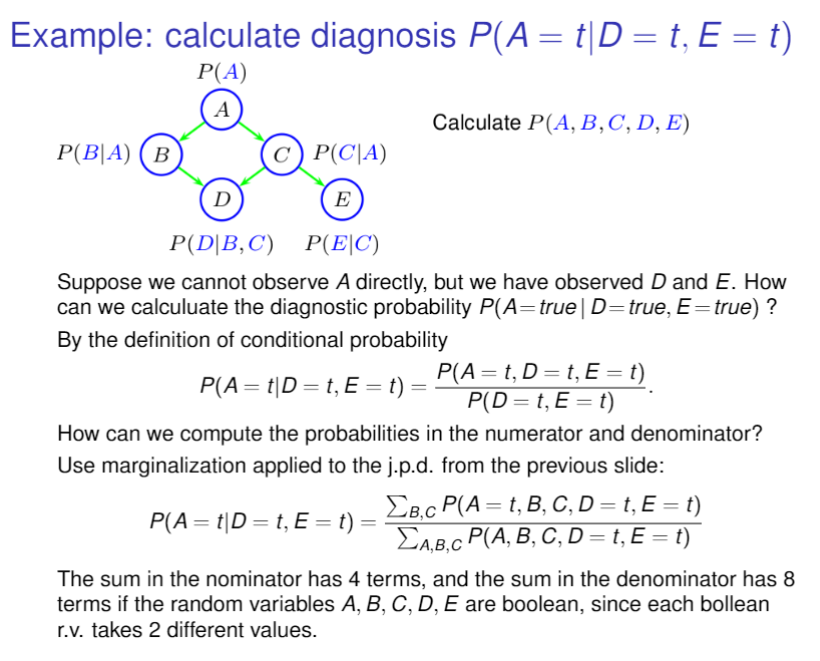 Example: calculate diagnosis P(A = t|D = t, E = t)
P(A)
A
Calculate P(A, B, C, D, E)
P(B|A) B C P(C|A)
D E
P(D|B, C) P(E|C)
Suppose we cannot observe A directly, but we have observed D and E. How
can we calculuate the diagnostic probability P(A=true | D=true, E=true) ?
By the definition of conditional probability
P(A = t|D = t, E = t) = P(A = t, D = t, E = t)
P(D = t, E = t) .
How can we compute the probabilities in the numerator and denominator?
Use marginalization applied to the j.p.d. from the previous slide:
P(A = t|D = t, E = t) = ∑B,C P(A = t, B, C, D = t, E = t)
∑A,B,C P(A, B, C, D = t, E = t)
The sum in the nominator has 4 terms, and the sum in the denominator has 8
terms if the random variables A, B, C, D, E are boolean, since each bollean
r.v. takes 2 different values.